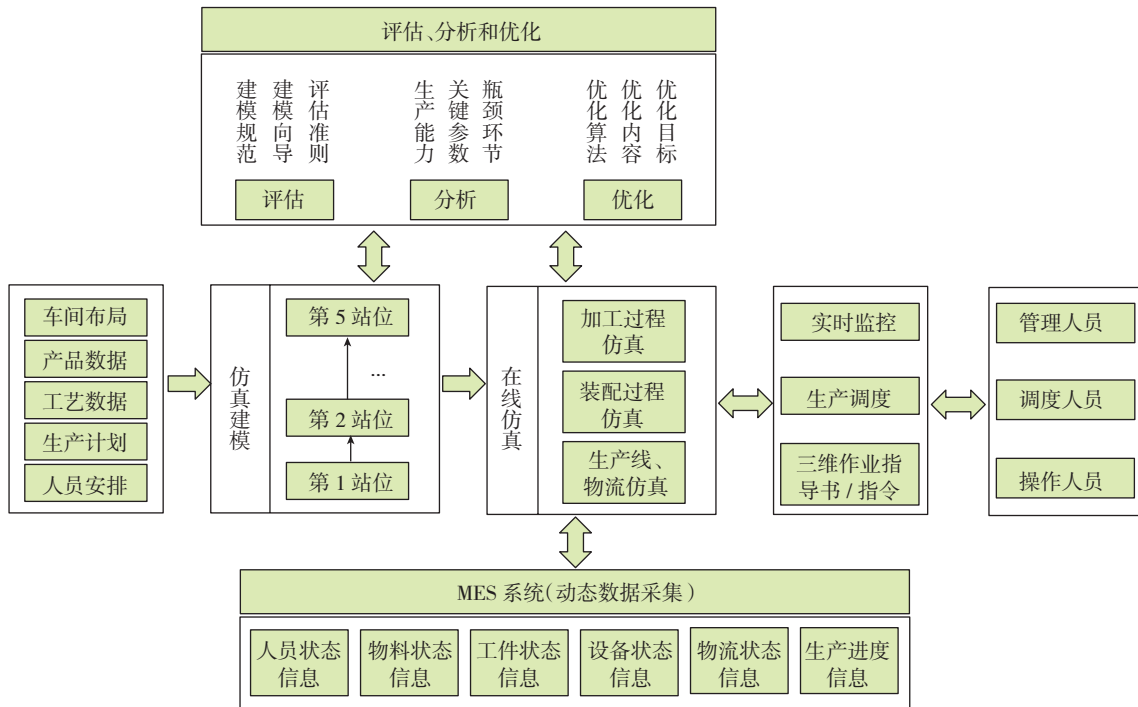 评估、分析和优化
建模规范
建模向导
评估准则
生产能力
关键参数
瓶颈环节
优化算法
优化内容
优化目标
评估
分析
优化
车间布局
产品数据
工艺数据
生产计划
人员安排
仿真建模
第 5 站位
...
第 2 站位
第 1 站位
在线仿真
加工过程
仿真
装配过程
仿真
生产线、
物流仿真
实时监控
生产调度
三维作业指
导书 / 指令
管理人员
调度人员
操作人员
MES 系统(动态数据采集)
人员状态
信息
物料状态
信息
工件状态
信息
设备状态
信息
物流状态
信息
生产进度
信息